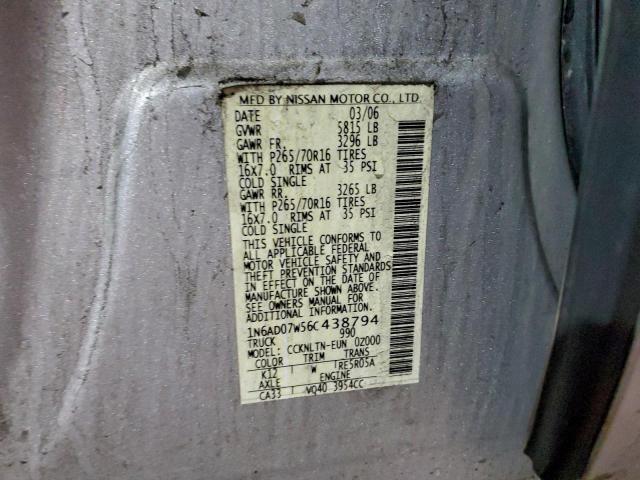 MFD BY NISSAN MOTOR CO., LTD.
DATE 03/06
GVWR 5815 LB
GAWR FR. 3296 LB
WITH P265/70R16 TIRES
16x7.0 RIMS AT 35 PSI
COLD SINGLE
GAWR RR. 3265 LB
WITH P265/70R16 TIRES
16x7.0 RIMS AT 35 PSI
COLD SINGLE
THIS VEHICLE CONFORMS TO
ALL APPLICABLE FEDERAL
MOTOR VEHICLE SAFETY AND
THEFT PREVENTION STANDARDS
IN EFFECT ON THE DATE OF
MANUFACTURE SHOWN ABOVE.
SEE OWNERS MANUAL FOR
ADDITIONAL INFORMATION.
1N6AD07W56C438794
TRUCK 990
MODEL: CCKNLTN-EUN 0Z000
COLOR TRIM TRANS
K12 W TRE5R05A
AXLE ENGINE
CA33 VQ40 3954CC